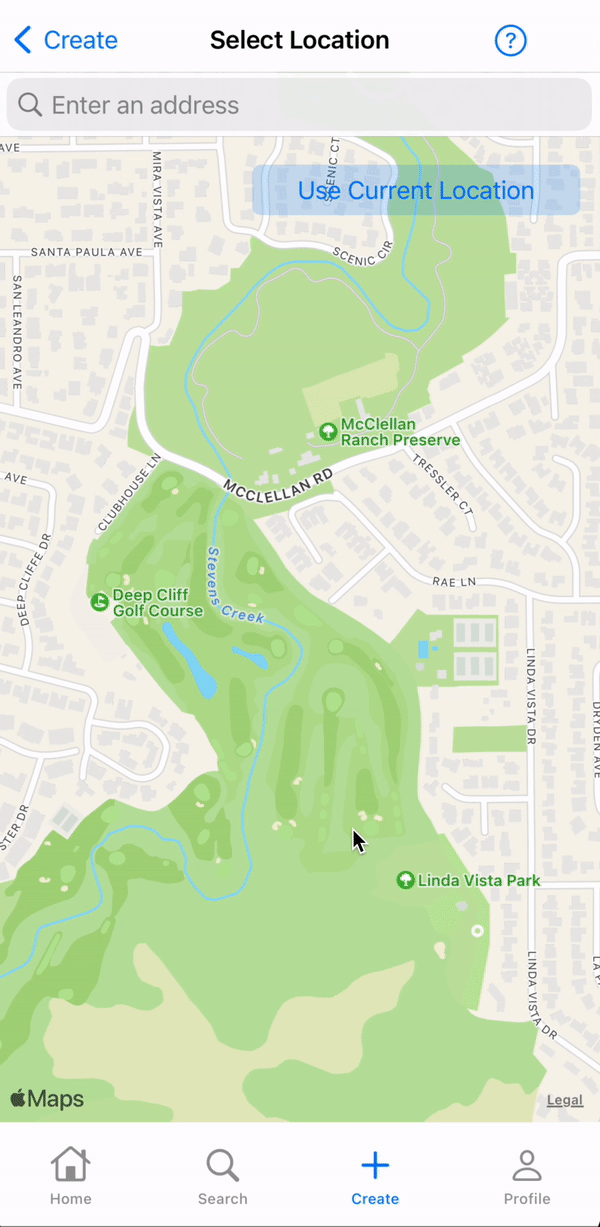 Create
Select Location
?
Enter an address
AVE
MIRA VISTA AVE
SCENIC CT
Use Current Location
SANTA PAULA AVE
SCENIC CIR
SAN LEANDRO AVE
McClellan
Ranch Preserve
MCCLELLAN RD
TRESSLER CT
CLUBHOUSE LN
AVE
DEEP CLIFFE DR
Stevens Creek
RAE LN
Deep Cliff
Golf Course
LINDA VISTA DR
DRYDEN AVE
STER DR
Linda Vista Park
LINDA VISTA DR
LA P
Maps
Legal
Home
Search
Create
Profile